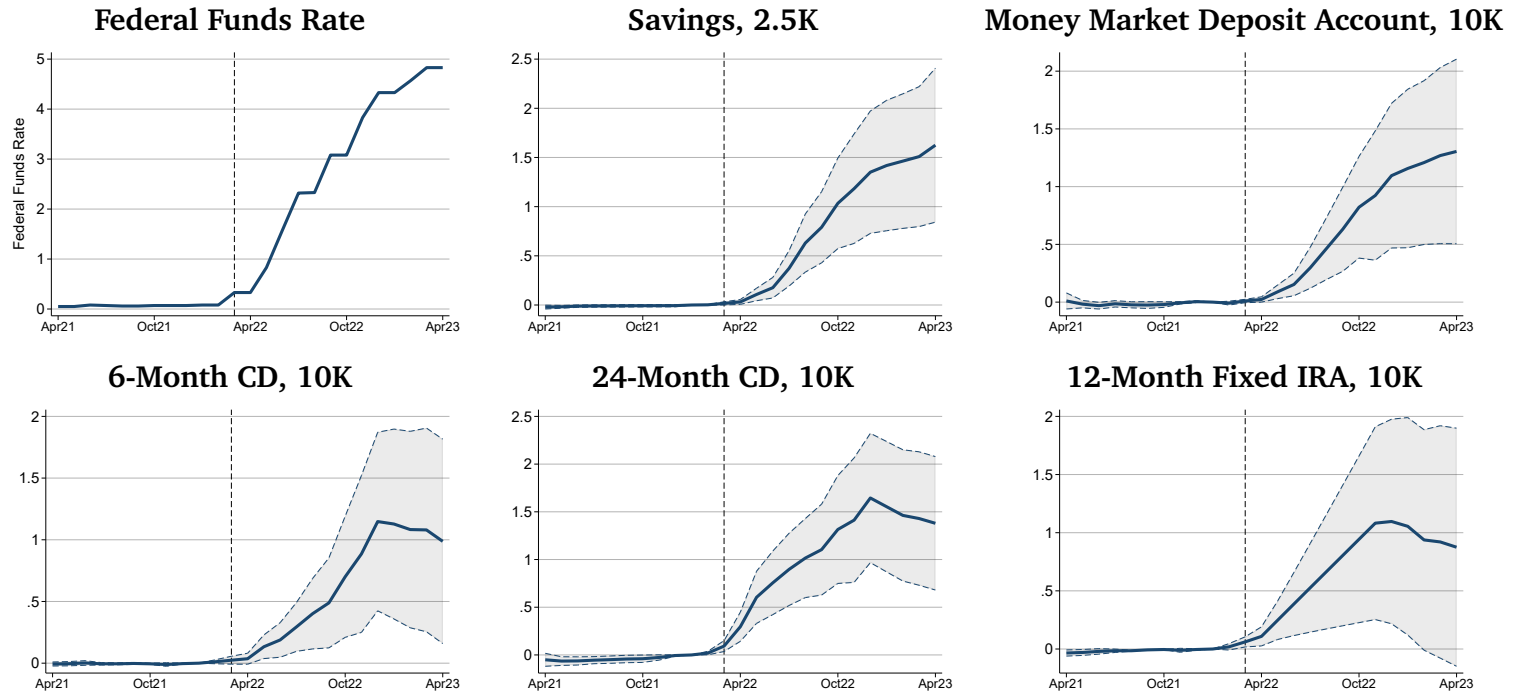 Federal Funds Rate
Federal Funds Rate
5
4
3
2
1
0
Apr21 Oct21 Apr22 Oct22 Apr23
Savings, 2.5K
2.5
2
1.5
1
.5
0
Apr21 Oct21 Apr22 Oct22 Apr23
Money Market Deposit Account, 10K
2
1.5
1
.5
0
Apr21 Oct21 Apr22 Oct22 Apr23
6-Month CD, 10K
2
1.5
1
.5
0
Apr21 Oct21 Apr22 Oct22 Apr23
24-Month CD, 10K
2.5
2
1.5
1
.5
0
Apr21 Oct21 Apr22 Oct22 Apr23
12-Month Fixed IRA, 10K
2
1.5
1
.5
0
Apr21 Oct21 Apr22 Oct22 Apr23